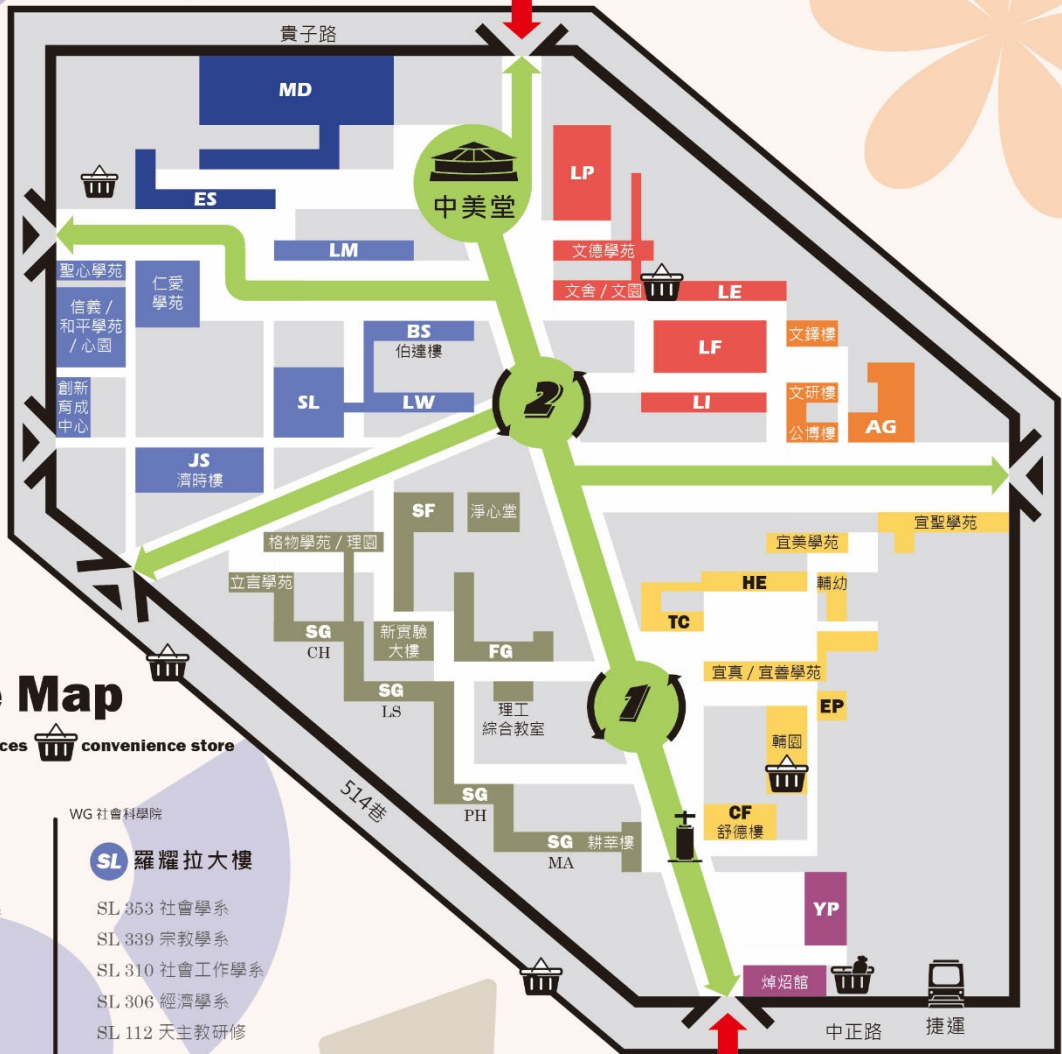 貴子路
MD
中美堂
LP
ES
LM
文德學苑
文舍 / 文園
LE
聖心學苑
仁愛
學苑
信義 /
和平學苑
/ 心園
BS
伯達樓
LF
文鐸樓
創新
育成
中心
SL
LW
2
LI
文研樓
公博樓
AG
JS
濟時樓
SF
淨心堂
宜聖學苑
格物學苑 / 理園
宜美學苑
立言學苑
HE
輔幼
TC
SG
CH
新實驗
大樓
FG
宜真 / 宜善學苑
SG
LS
理工
綜合教室
1
EP
輔園
SG
PH
CF
舒德樓
SG
耕莘樓
MA
YP
焯炤館
514巷
中正路
捷運
Map
convenience store
WG 社會科學院
SL 羅耀拉大樓
SL 353 社會學系
SL 339 宗教學系
SL 310 社會工作學系
SL 306 經濟學系
SL 112 天主教研修